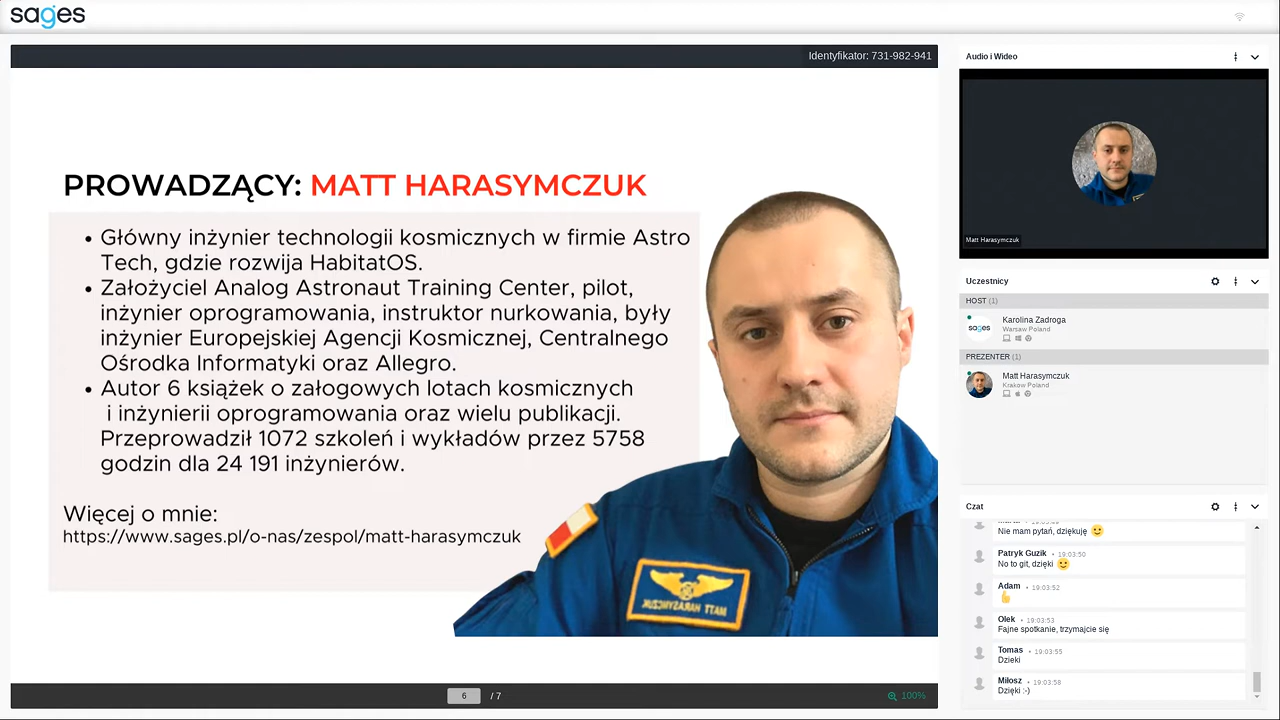 sages
Identyfikator: 731-982-941
PROWADZĄCY: MATT HARASYMCZUK
• Główny inżynier technologii kosmicznych w firmie Astro
Tech, gdzie rozwija HabitatOS.
• Założyciel Analog Astronaut Training Center, pilot,
inżynier oprogramowania, instruktor nurkowania, były
inżynier Europejskiej Agencji Kosmicznej, Centralnego
Ośrodka Informatyki oraz Allegro.
• Autor 6 książek o załogowych lotach kosmicznych
i inżynierii oprogramowania oraz wielu publikacji.
Przeprowadził 1072 szkoleń i wykładów przez 5758
godzin dla 24 191 inżynierów.
Więcej o mnie:
https://www.sages.pl/o-nas/zespol/matt-harasymczuk
MATT HARASYMCZUK
6 / 7
100%
Audio i Wideo
Matt Harasymczuk
Uczestnicy
HOST (1)
sages
Karolina Zadroga
Warsaw Poland
PREZENTER (1)
Matt Harasymczuk
Krakow Poland
Czat
Nie mam pytań, dziękuję 😉
Patryk Guzik • 19:03:50
No to git, dzięki 😉
Adam • 19:03:52
👍
Olek • 19:03:53
Fajne spotkanie, trzymajcie się
Tomas • 19:03:55
Dzieki
Miłosz • 19:03:58
Dzięki :-)